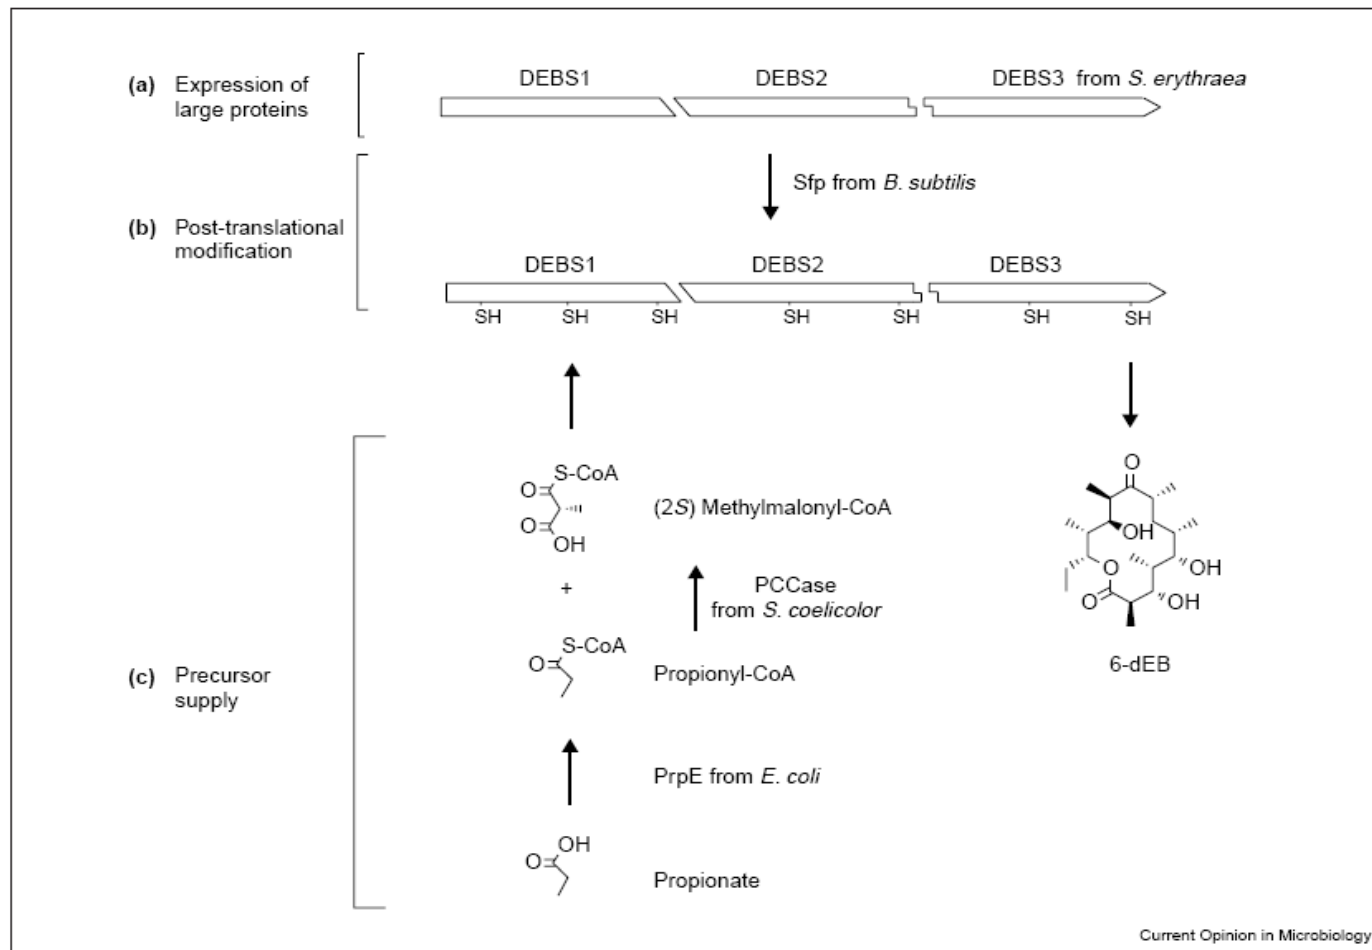 (a) Expression of
large proteins
DEBS1
DEBS2
DEBS3 from S. erythraea
Sfp from B. subtilis
(b) Post-translational
modification
DEBS1
DEBS2
DEBS3
SH
SH
SH
SH
SH
SH
SH
(c) Precursor
supply
S-CoA
O
O
OH
(2S) Methylmalonyl-CoA
+
PCCase
from S. coelicolor
S-CoA
O
Propionyl-CoA
PrpE from E. coli
OH
O
Propionate
O
OH
O
O
OH
OH
6-dEB
Current Opinion in Microbiology